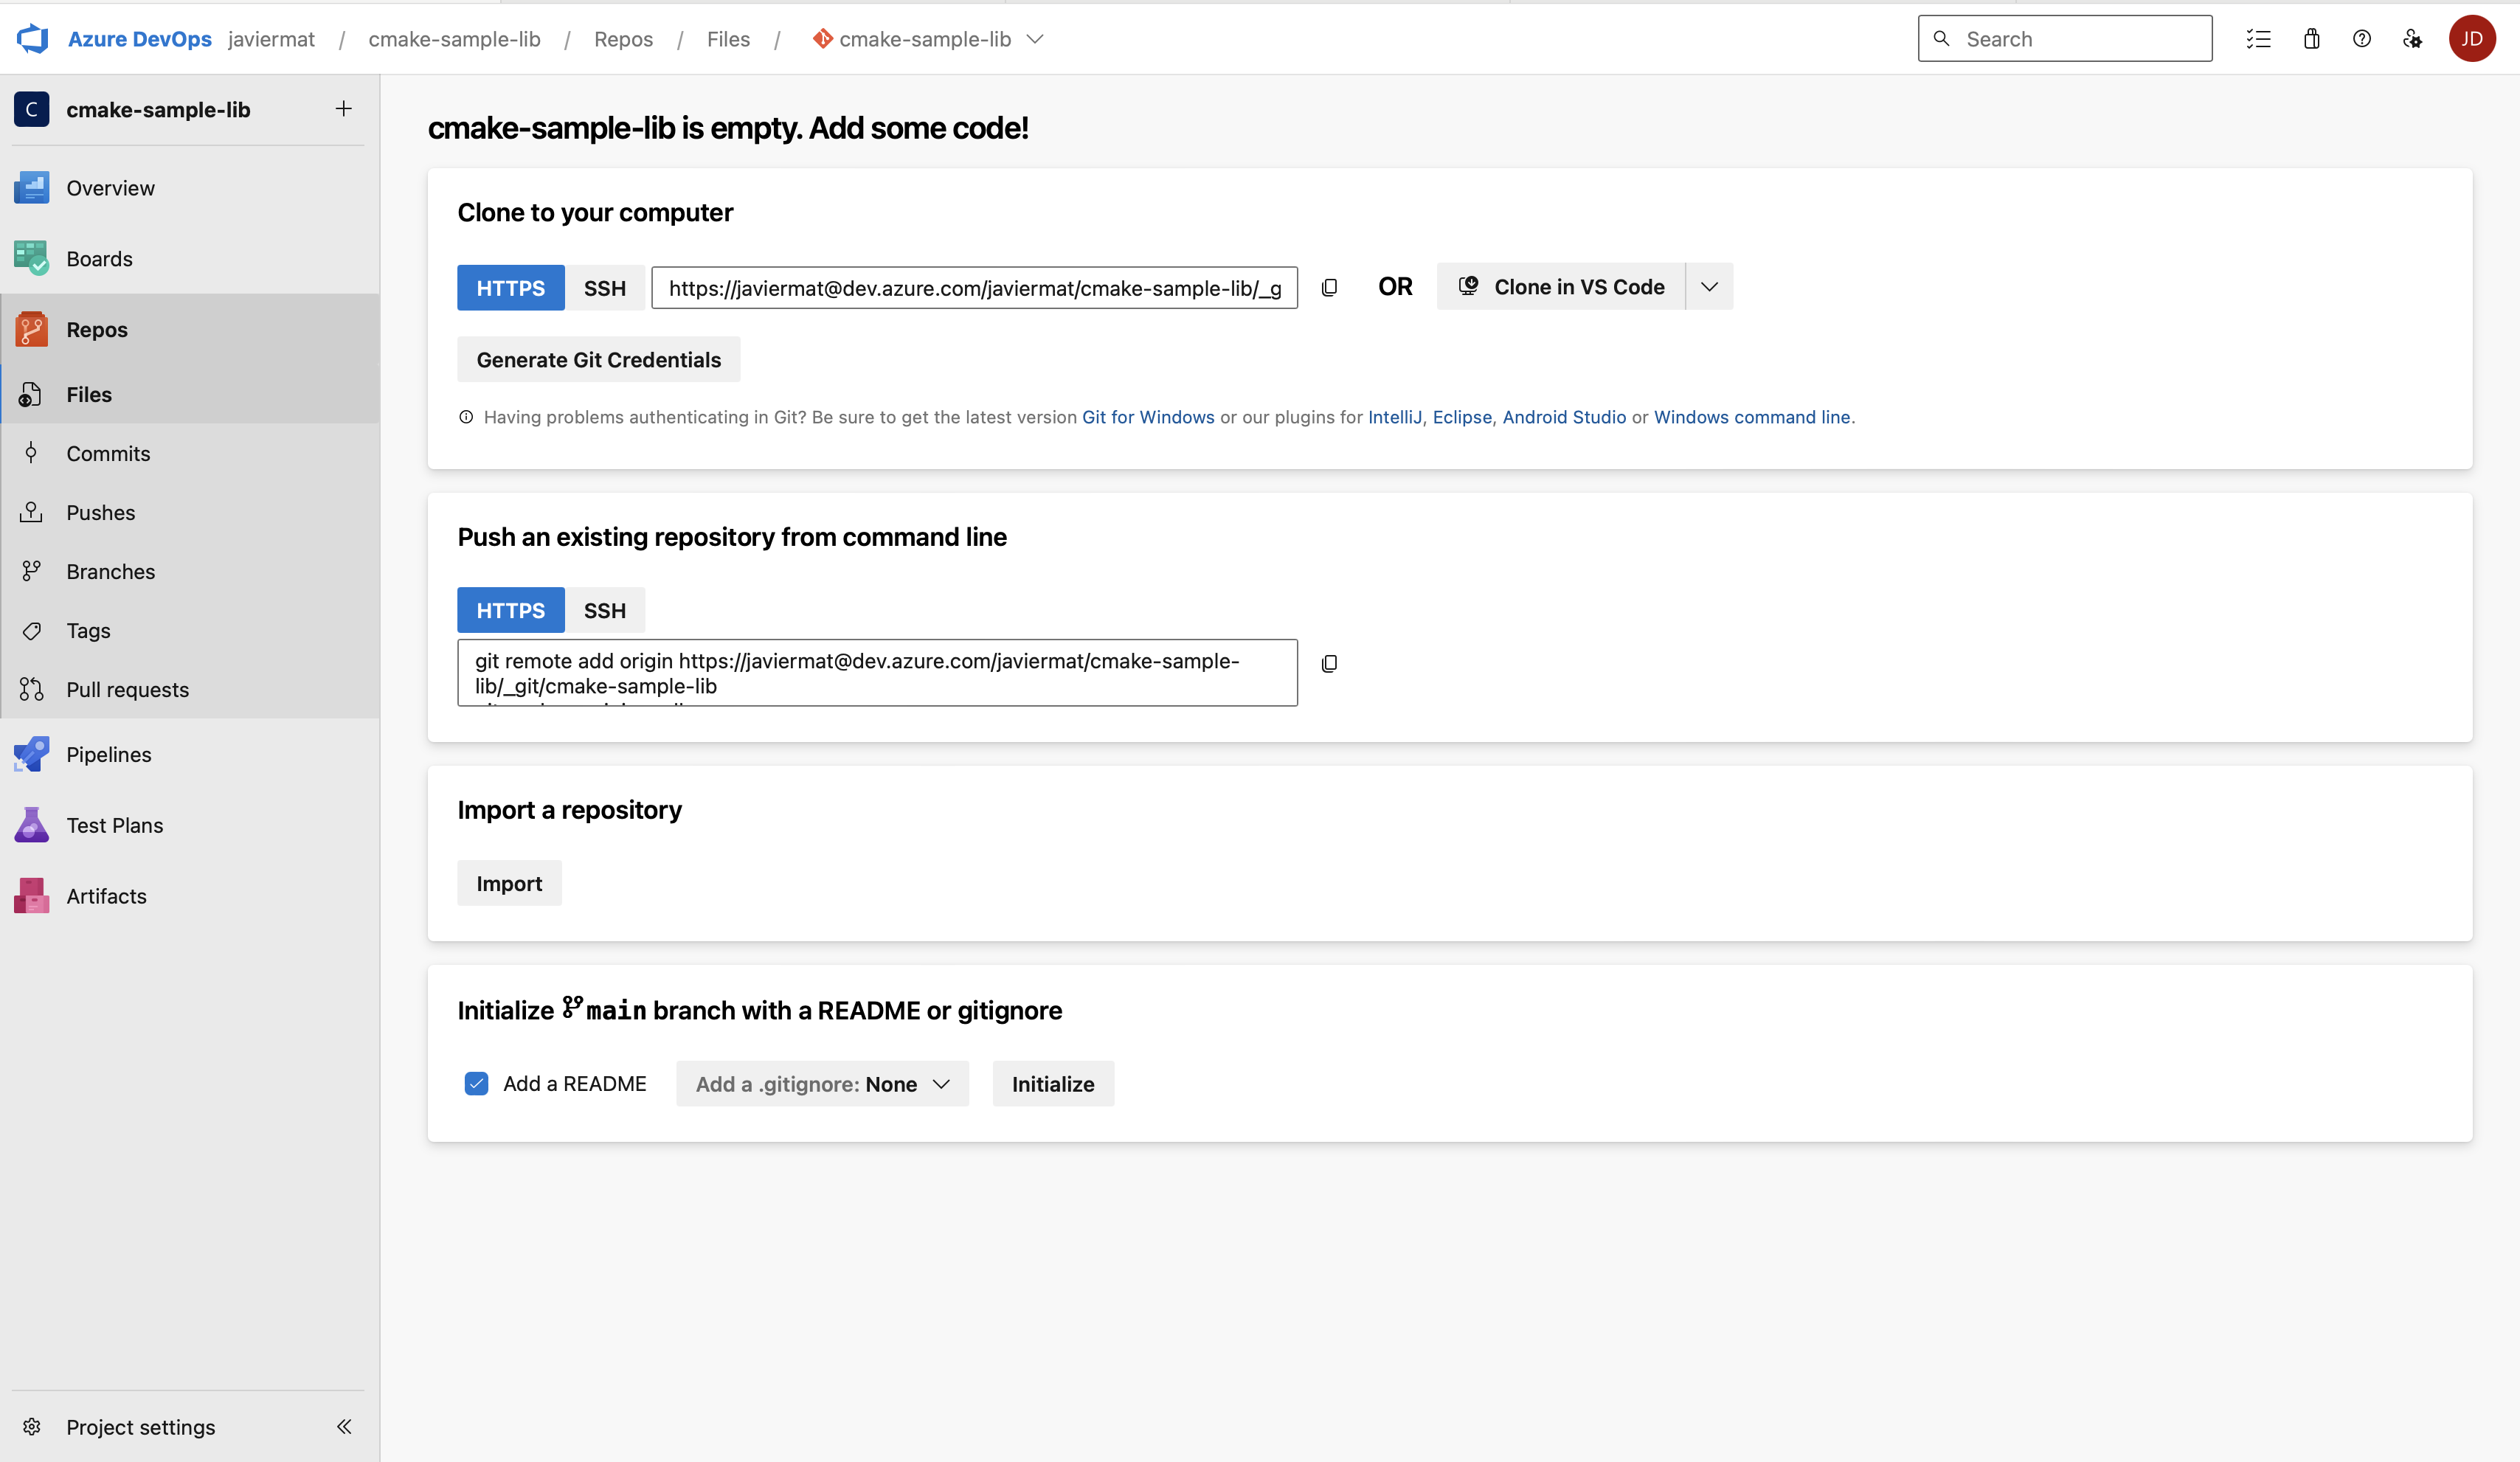 Azure DevOps javiermat / cmake-sample-lib / Repos / Files / cmake-sample-lib
Search
JD
C cmake-sample-lib
Overview
Boards
Repos
Files
Commits
Pushes
Branches
Tags
Pull requests
Pipelines
Test Plans
Artifacts
Project settings
cmake-sample-lib is empty. Add some code!
Clone to your computer
HTTPS SSH https://javiermat@dev.azure.com/javiermat/cmake-sample-lib/_g OR Clone in VS Code
Generate Git Credentials
Having problems authenticating in Git? Be sure to get the latest version Git for Windows or our plugins for IntelliJ, Eclipse, Android Studio or Windows command line.
Push an existing repository from command line
HTTPS SSH
git remote add origin https://javiermat@dev.azure.com/javiermat/cmake-sample-
lib/_git/cmake-sample-lib
Import a repository
Import
Initialize main branch with a README or gitignore
Add a README Add a .gitignore: None Initialize